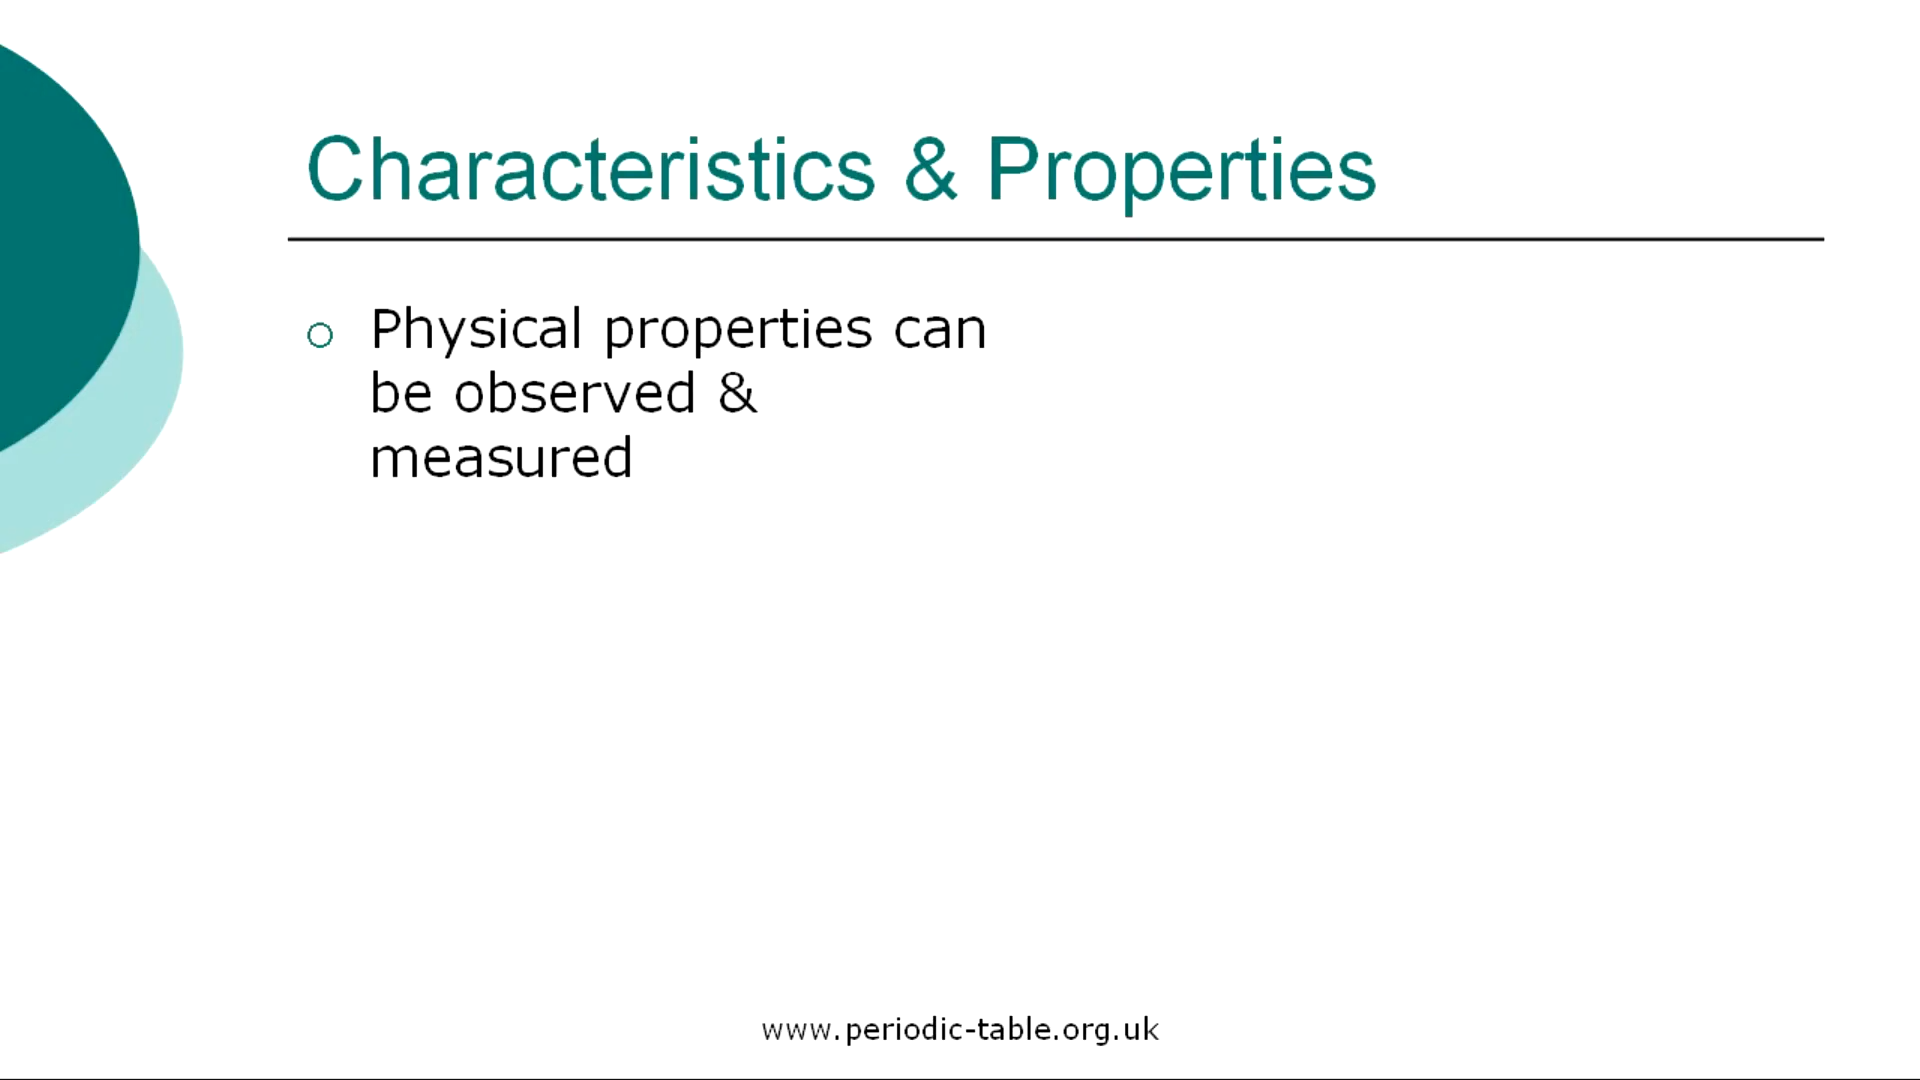 Characteristics & Properties
Physical properties can
be observed &
measured
www.periodic-table.org.uk